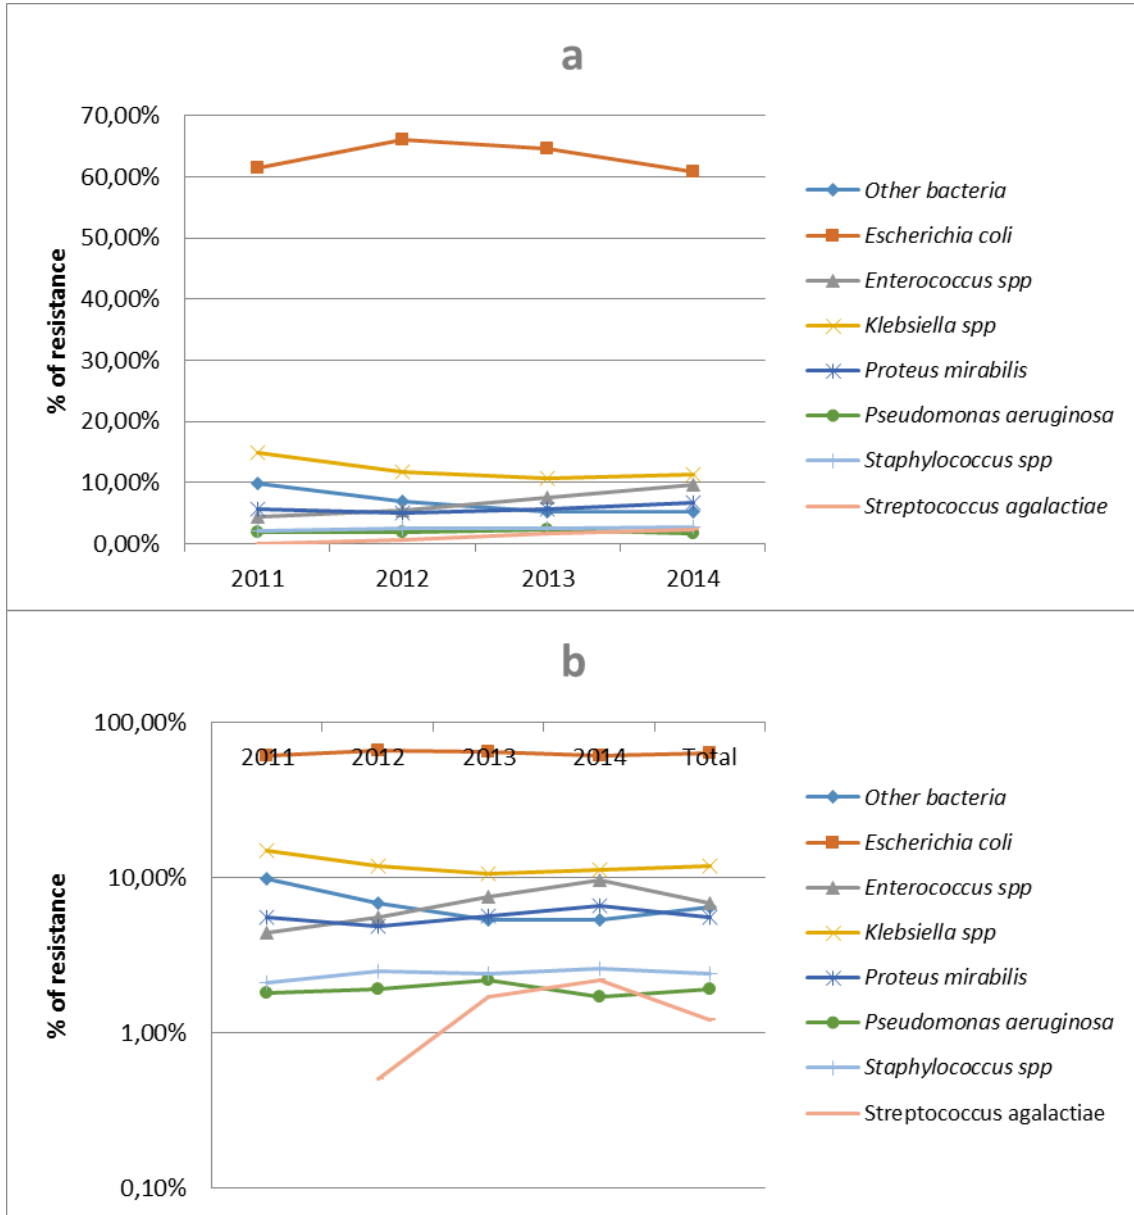 a
70,00%
60,00%
50,00%
40,00%
30,00%
20,00%
10,00%
0,00%
% of resistance
2011 2012 2013 2014
Other bacteria
Escherichia coli
Enterococcus spp
Klebsiella spp
Proteus mirabilis
Pseudomonas aeruginosa
Staphylococcus spp
Streptococcus agalactiae
b
100,00%
10,00%
1,00%
0,10%
% of resistance
2011 2012 2013 2014 Total
Other bacteria
Escherichia coli
Enterococcus spp
Klebsiella spp
Proteus mirabilis
Pseudomonas aeruginosa
Staphylococcus spp
Streptococcus agalactiae